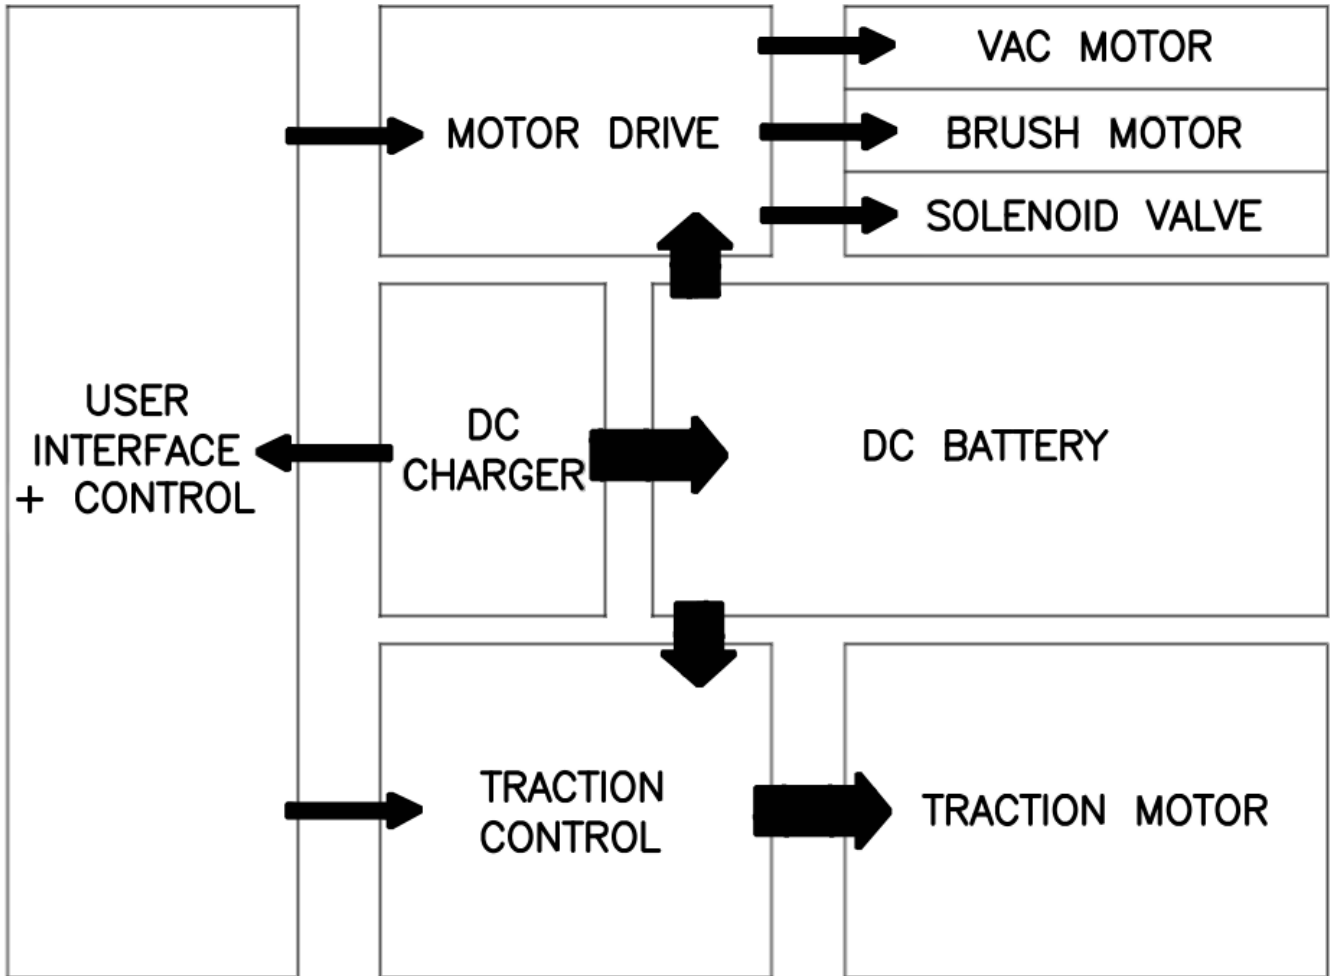 VAC MOTOR
MOTOR DRIVE
BRUSH MOTOR
SOLENOID VALVE
USER
INTERFACE
+ CONTROL
DC
CHARGER
DC BATTERY
TRACTION
CONTROL
TRACTION MOTOR